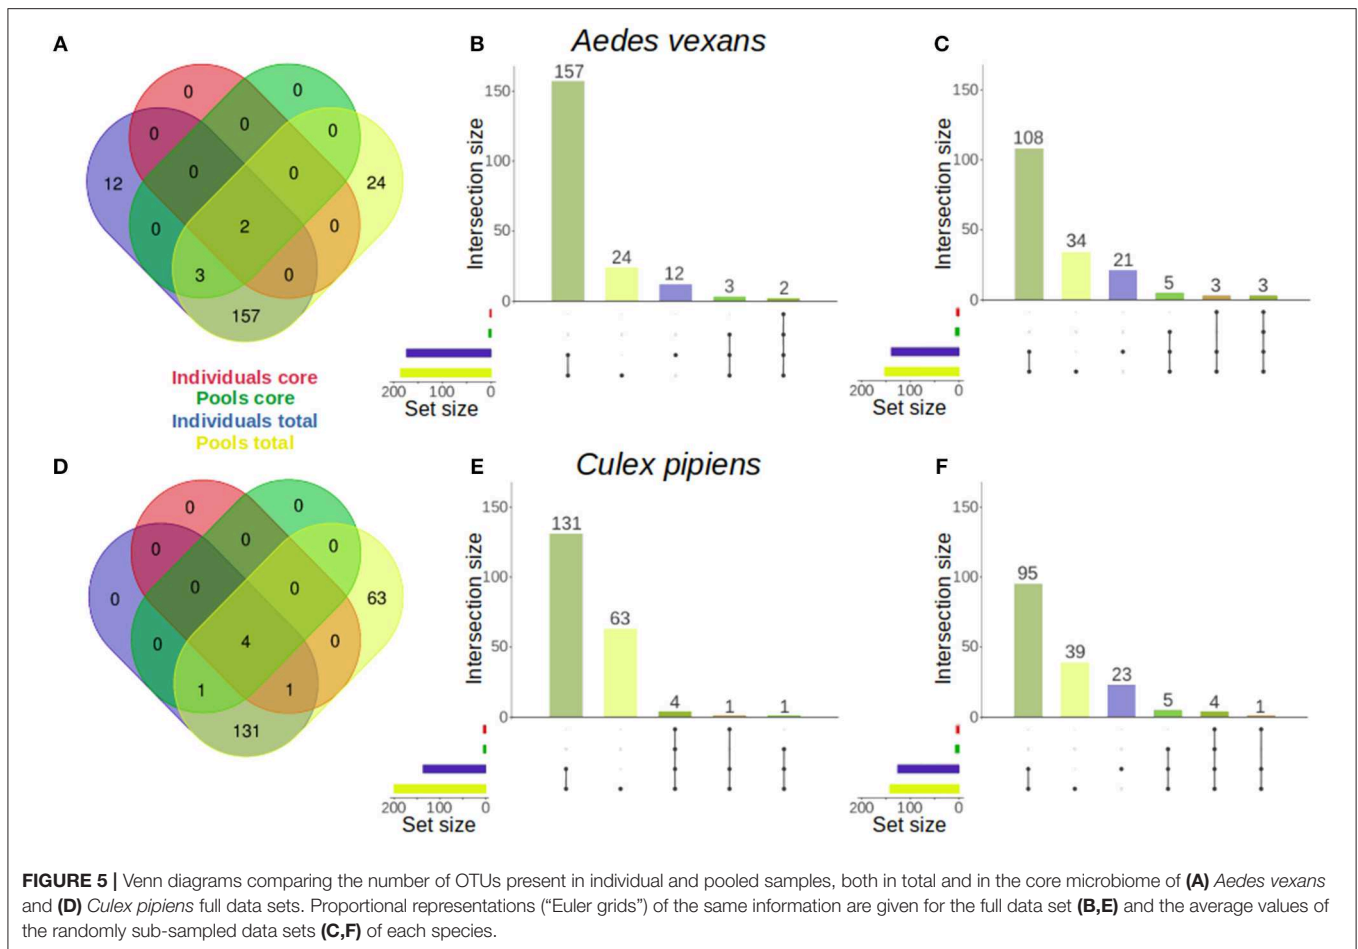 A
B
Aedes vexans
C
0
0
0
0
0
12
0
0
24
0
2
0
3
0
157
Individuals core
Pools core
Individuals total
Pools total
Intersection size
150
100
50
0
157
24
12
3
2
200 100 0
Set size
Intersection size
150
100
50
0
108
34
21
5
3
3
200 100 0
Set size
D
E
Culex pipiens
F
0
0
0
0
0
0
0
0
63
0
4
0
1
1
131
Intersection size
150
100
50
0
131
63
4
1
1
200 100 0
Set size
Intersection size
150
100
50
0
95
39
23
5
4
1
200 100 0
Set size
FIGURE 5 | Venn diagrams comparing the number of OTUs present in individual and pooled samples, both in total and in the core microbiome of (A) Aedes vexans
and (D) Culex pipiens full data sets. Proportional representations (“Euler grids”) of the same information are given for the full data set (B,E) and the average values of
the randomly sub-sampled data sets (C,F) of each species.